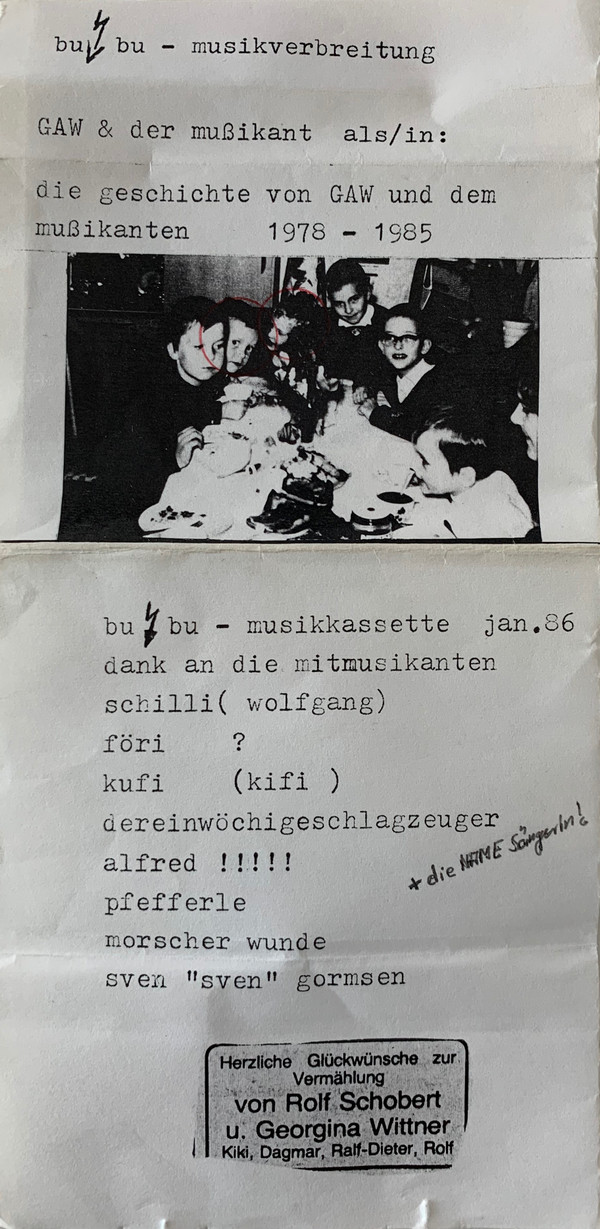 bu bu - musikverbreitung
GAW & der mußikant als/in:
die geschichte von GAW und dem
mußikanten 1978 - 1985
bu bu - musikkassette jan.86
dank an die mitmusikanten
schilli( wolfgang)
föri ?
kufi (kifi )
dereinwöchigeschlagzeuger
+ die NAME SängerIn!
alfred !!!!!
pfefferle
morscher wunde
sven "sven" gormsen
Herzliche Glückwünsche zur
Vermählung
von Rolf Schobert
u. Georgina Wittner
Kiki, Dagmar, Ralf-Dieter, Rolf